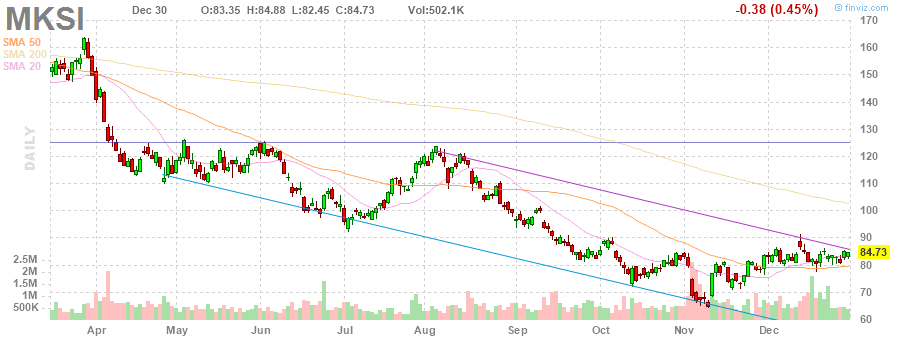 MKSI Dec 30 O:83.35 H:84.88 L:82.45 C:84.73 Vol:502.1K -0.38 (0.45%) finviz.com
SMA 50
SMA 200
SMA 20
DAILY
170
160
150
140
130
120
110
100
90
84.73
80
70
60
2.5M
2M
1.5M
1M
500K
Apr May Jun Jul Aug Sep Oct Nov Dec